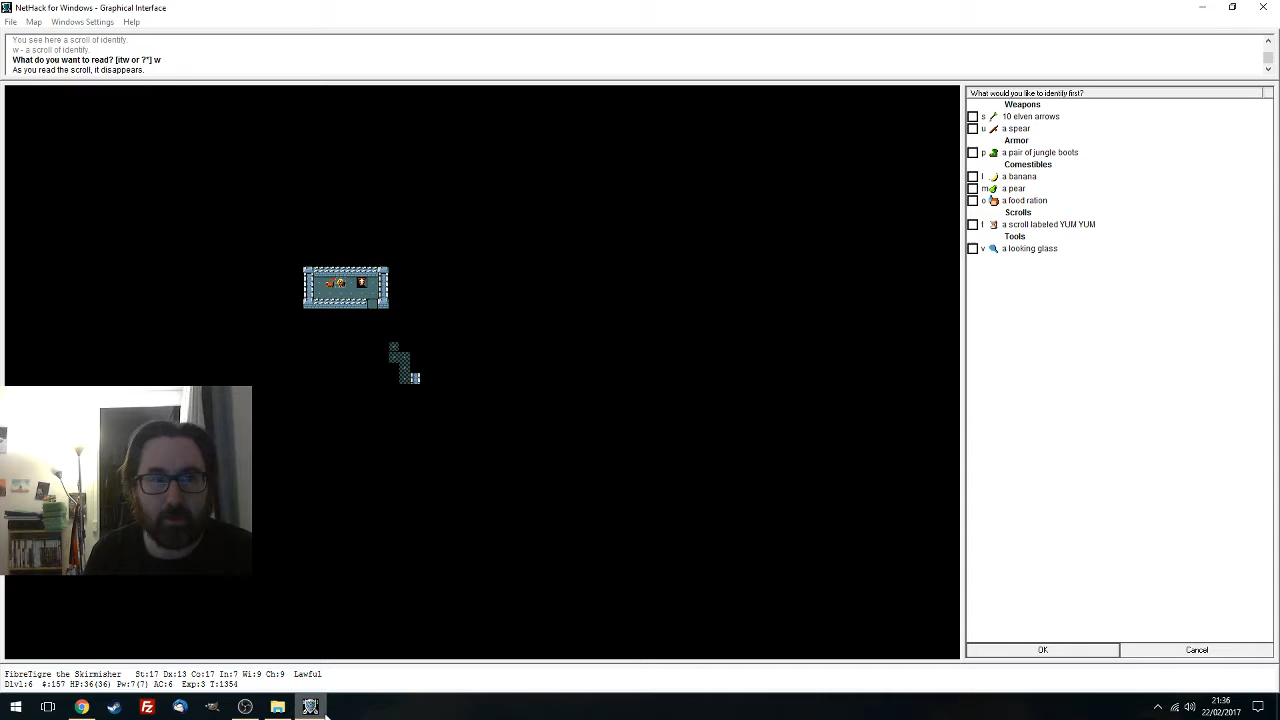 NetHack for Windows - Graphical Interface
File Map Windows Settings Help
You see here a scroll of identify.
w - a scroll of identify.
What do you want to read? [itw or ?*] w
As you read the scroll, it disappears.
What would you like to identify first?
Weapons
s 10 elven arrows
u a spear
Armor
p a pair of jungle boots
Comestibles
l a banana
m a pear
o a food ration
Scrolls
t a scroll labeled YUM YUM
Tools
v a looking glass
OK Cancel
FibreTigre the Skirmisher St:17 Dx:13 Co:17 In:7 Wi:9 Ch:9 Lawful
Dlvl:6 $:157 HP:36(36) Pw:7(7) AC:6 Exp:3 T:1354
21:36
22/02/2017